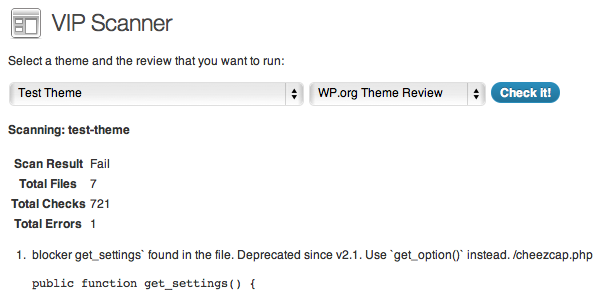 VIP Scanner
Select a theme and the review that you want to run:
Test Theme WP.org Theme Review Check it!
Scanning: test-theme
Scan Result Fail
Total Files 7
Total Checks 721
Total Errors 1
1. blocker get_settings` found in the file. Deprecated since v2.1. Use `get_option()` instead. /cheezcap.php
public function get_settings() {